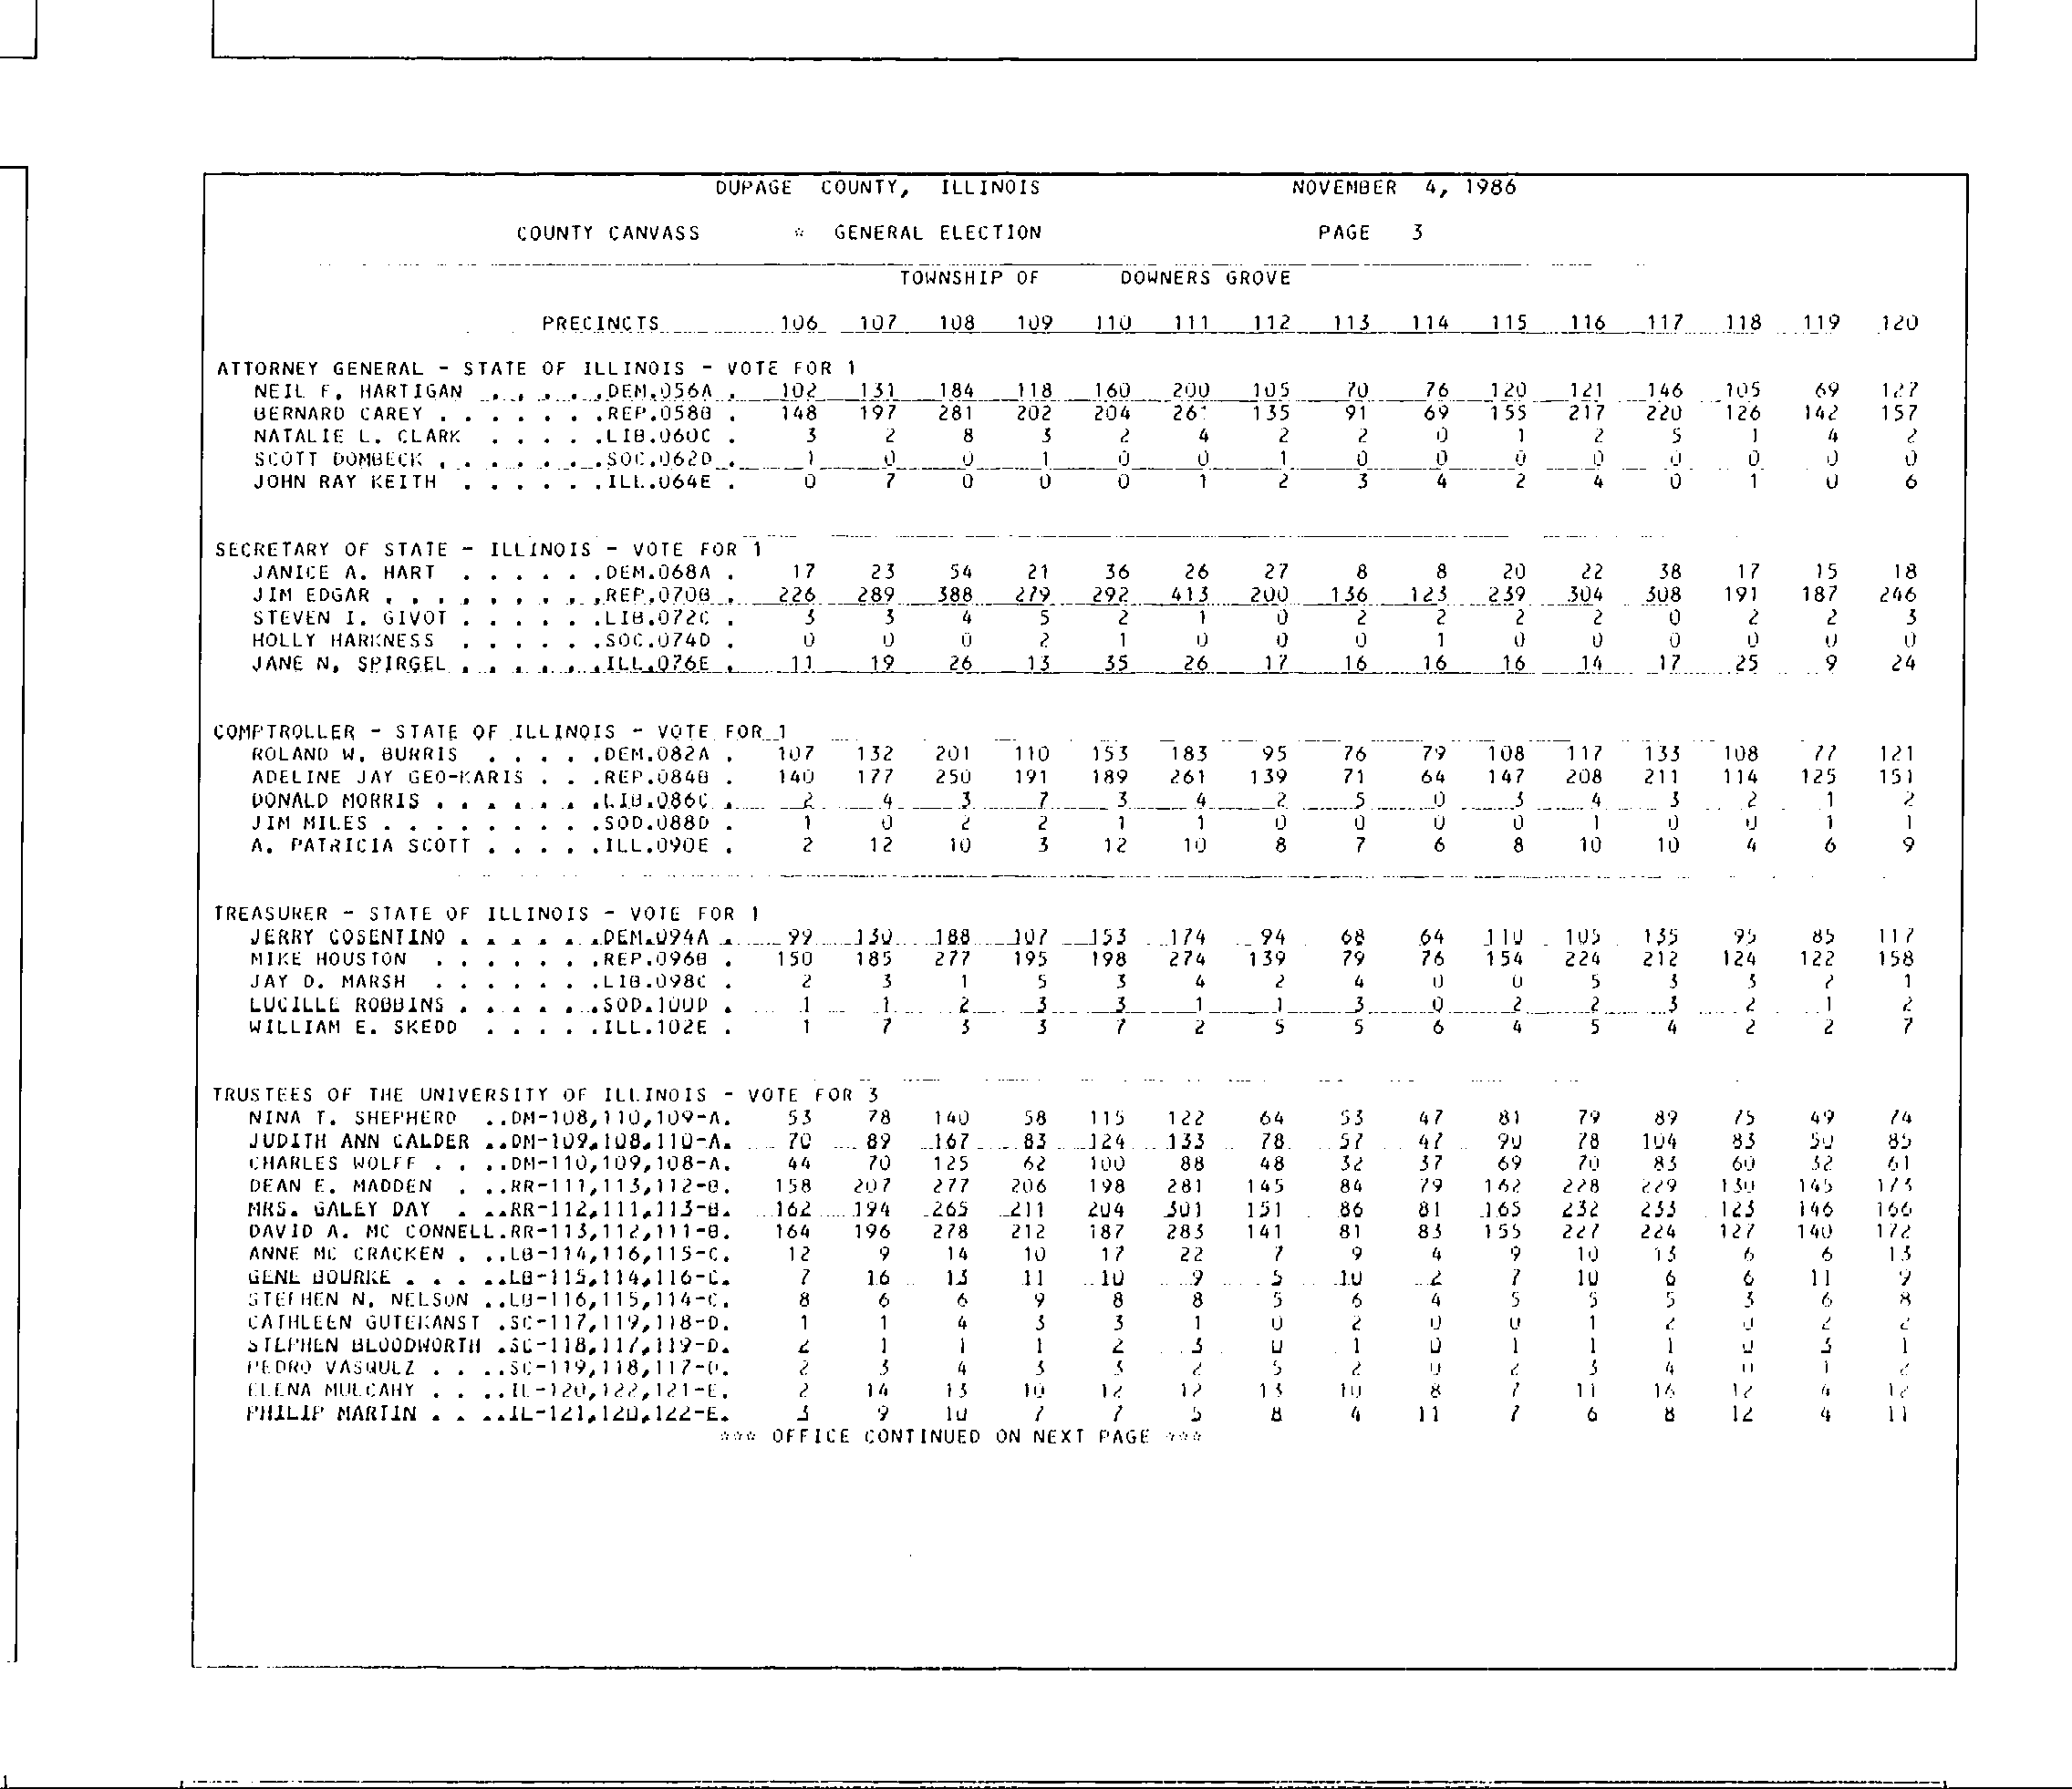 DUPAGE COUNTY, ILLINOIS NOVEMBER 4, 1986
COUNTY CANVASS * GENERAL ELECTION PAGE 3
TOWNSHIP OF DOWNERS GROVE
PRECINCTS 106 107 108 109 110 111 112 113 114 115 116 117 118 119 120
ATTORNEY GENERAL - STATE OF ILLINOIS - VOTE FOR 1
NEIL F. HARTIGAN . . . . . .DEM.056A . 102 131 184 118 160 200 105 70 76 120 121 146 105 69 127
BERNARD CAREY . . . . . . .REP.058B . 148 197 281 202 204 135 91 69 155 217 220 126 142 157
NATALIE L. CLARK . . . . . .LIB.060C . 3 2 8 3 2 4 2 2 0 1 2 5 1 4 2
SCOTT DOMBECK . . . . . . .SOC.062D . 1 0 0 1 0 0 1 0 0 0 0 0 0 0 0
JOHN RAY KEITH . . . . . .ILL.064E . 0 7 0 0 0 1 2 3 4 2 4 0 1 0 6
SECRETARY OF STATE - ILLINOIS - VOTE FOR 1
JANICE A. HART . . . . . .DEM.068A . 17 23 54 21 36 26 27 8 8 20 22 38 17 15 18
JIM EDGAR . . . . . . . . .REP.070B . 226 289 388 279 292 413 200 136 123 239 304 308 191 187 246
STEVEN I. GIVOT . . . . . .LIB.072C . 3 3 4 5 2 1 0 2 2 2 2 0 2 2 3
HOLLY HARKNESS . . . . . .SOC.074D . 0 0 0 2 1 0 0 0 1 0 0 0 0 0 0
JANE N. SPIRGEL . . . . . .ILL.076E . 11 19 26 13 35 26 17 16 16 16 14 17 25 9 24
COMPTROLLER - STATE OF ILLINOIS - VOTE FOR 1
ROLAND W. BURRIS . . . . .DEM.082A . 107 132 201 110 153 183 95 76 79 108 117 133 108 77 121
ADELINE JAY GEO-KARIS . . .REP.084B . 140 177 250 191 189 261 139 71 64 147 208 211 114 125 151
DONALD MORRIS . . . . . . .LIB.086C . 2 4 3 7 3 4 2 5 0 3 4 3 2 1 2
JIM MILES . . . . . . . . .SOD.088D . 1 0 2 2 1 1 0 0 0 0 1 0 0 1 1
A. PATRICIA SCOTT . . . . .ILL.090E . 2 12 10 3 12 10 8 7 6 8 10 10 4 6 9
TREASURER - STATE OF ILLINOIS - VOTE FOR 1
JERRY COSENTINO . . . . . .DEM.094A . 99 130 188 107 153 174 94 68 64 110 105 135 95 85 117
MIKE HOUSTON . . . . . . .REP.096B . 150 185 277 195 198 274 139 79 76 154 224 212 124 122 158
JAY D. MARSH . . . . . . .LIB.098C . 2 3 1 5 3 4 2 4 0 0 5 3 3 2 1
LUCILLE ROBBINS . . . . . .SOD.100D . 1 1 2 3 3 1 1 3 0 2 2 3 2 1 2
WILLIAM E. SKEDD . . . . .ILL.102E . 1 7 3 3 7 2 5 5 6 4 5 4 2 2 7
TRUSTEES OF THE UNIVERSITY OF ILLINOIS - VOTE FOR 3
NINA T. SHEPHERD ..DM-108,110,109-A. 53 78 140 58 115 122 64 53 47 81 79 89 75 49 74
JUDITH ANN CALDER ..DM-109,108,110-A. 70 89 167 83 124 133 78 57 47 90 78 104 83 50 85
CHARLES WOLFF . . ..DM-110,109,108-A. 44 70 125 62 100 88 48 32 37 69 70 83 60 32 61
DEAN E. MADDEN . ..RR-111,113,112-B. 158 207 277 206 198 281 145 84 79 162 228 229 130 145 173
MRS. GALEY DAY . ..RR-112,111,113-B. 162 194 265 211 204 301 151 86 81 165 232 233 123 146 166
DAVID A. MC CONNELL.RR-113,112,111-B. 164 196 278 212 187 283 141 81 83 155 227 224 127 140 172
ANNE MC CRACKEN . ..LB-114,116,115-C. 12 9 14 10 17 22 7 9 4 9 10 13 6 6 13
GENE BOURKE . . . ..LB-115,114,116-C. 7 16 13 11 10 9 5 10 2 7 10 6 6 11 9
STEPHEN N. NELSON ..LB-116,115,114-C. 8 6 6 9 8 8 5 6 4 5 5 5 3 6 8
CATHLEEN GUTEKANST .SC-117,119,118-D. 1 1 4 3 3 1 0 2 0 0 1 2 0 2 2
STEPHEN BLOODWORTH .SC-118,117,119-D. 2 1 1 1 2 3 0 1 0 1 1 1 0 3 1
PEDRO VASQUEZ . . ..SC-119,118,117-D. 2 3 4 3 3 2 5 2 0 2 3 4 0 1 2
ELENA MULCAHY . . ..IL-120,122,121-E. 2 14 13 10 12 12 13 10 8 7 11 16 12 4 12
PHILIP MARTIN . . ..IL-121,120,122-E. 3 9 10 7 7 5 8 4 11 7 6 8 12 4 11
*** OFFICE CONTINUED ON NEXT PAGE ***